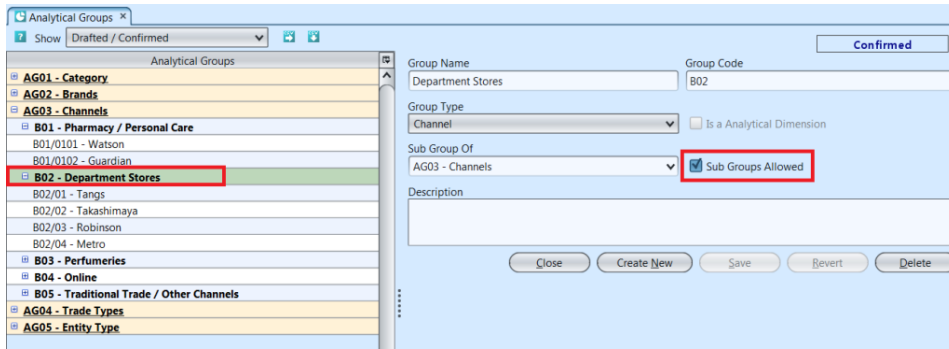 Analytical Groups ×
Show Drafted / Confirmed
Confirmed
Analytical Groups
AG01 - Category
AG02 - Brands
AG03 - Channels
B01 - Pharmacy / Personal Care
B01/0101 - Watson
B01/0102 - Guardian
B02 - Department Stores
B02/01 - Tangs
B02/02 - Takashimaya
B02/03 - Robinson
B02/04 - Metro
B03 - Perfumeries
B04 - Online
B05 - Traditional Trade / Other Channels
AG04 - Trade Types
AG05 - Entity Type
Group Name
Group Code
Department Stores
B02
Group Type
Channel
Is a Analytical Dimension
Sub Group Of
AG03 - Channels
Sub Groups Allowed
Description
Close
Create New
Save
Revert
Delete